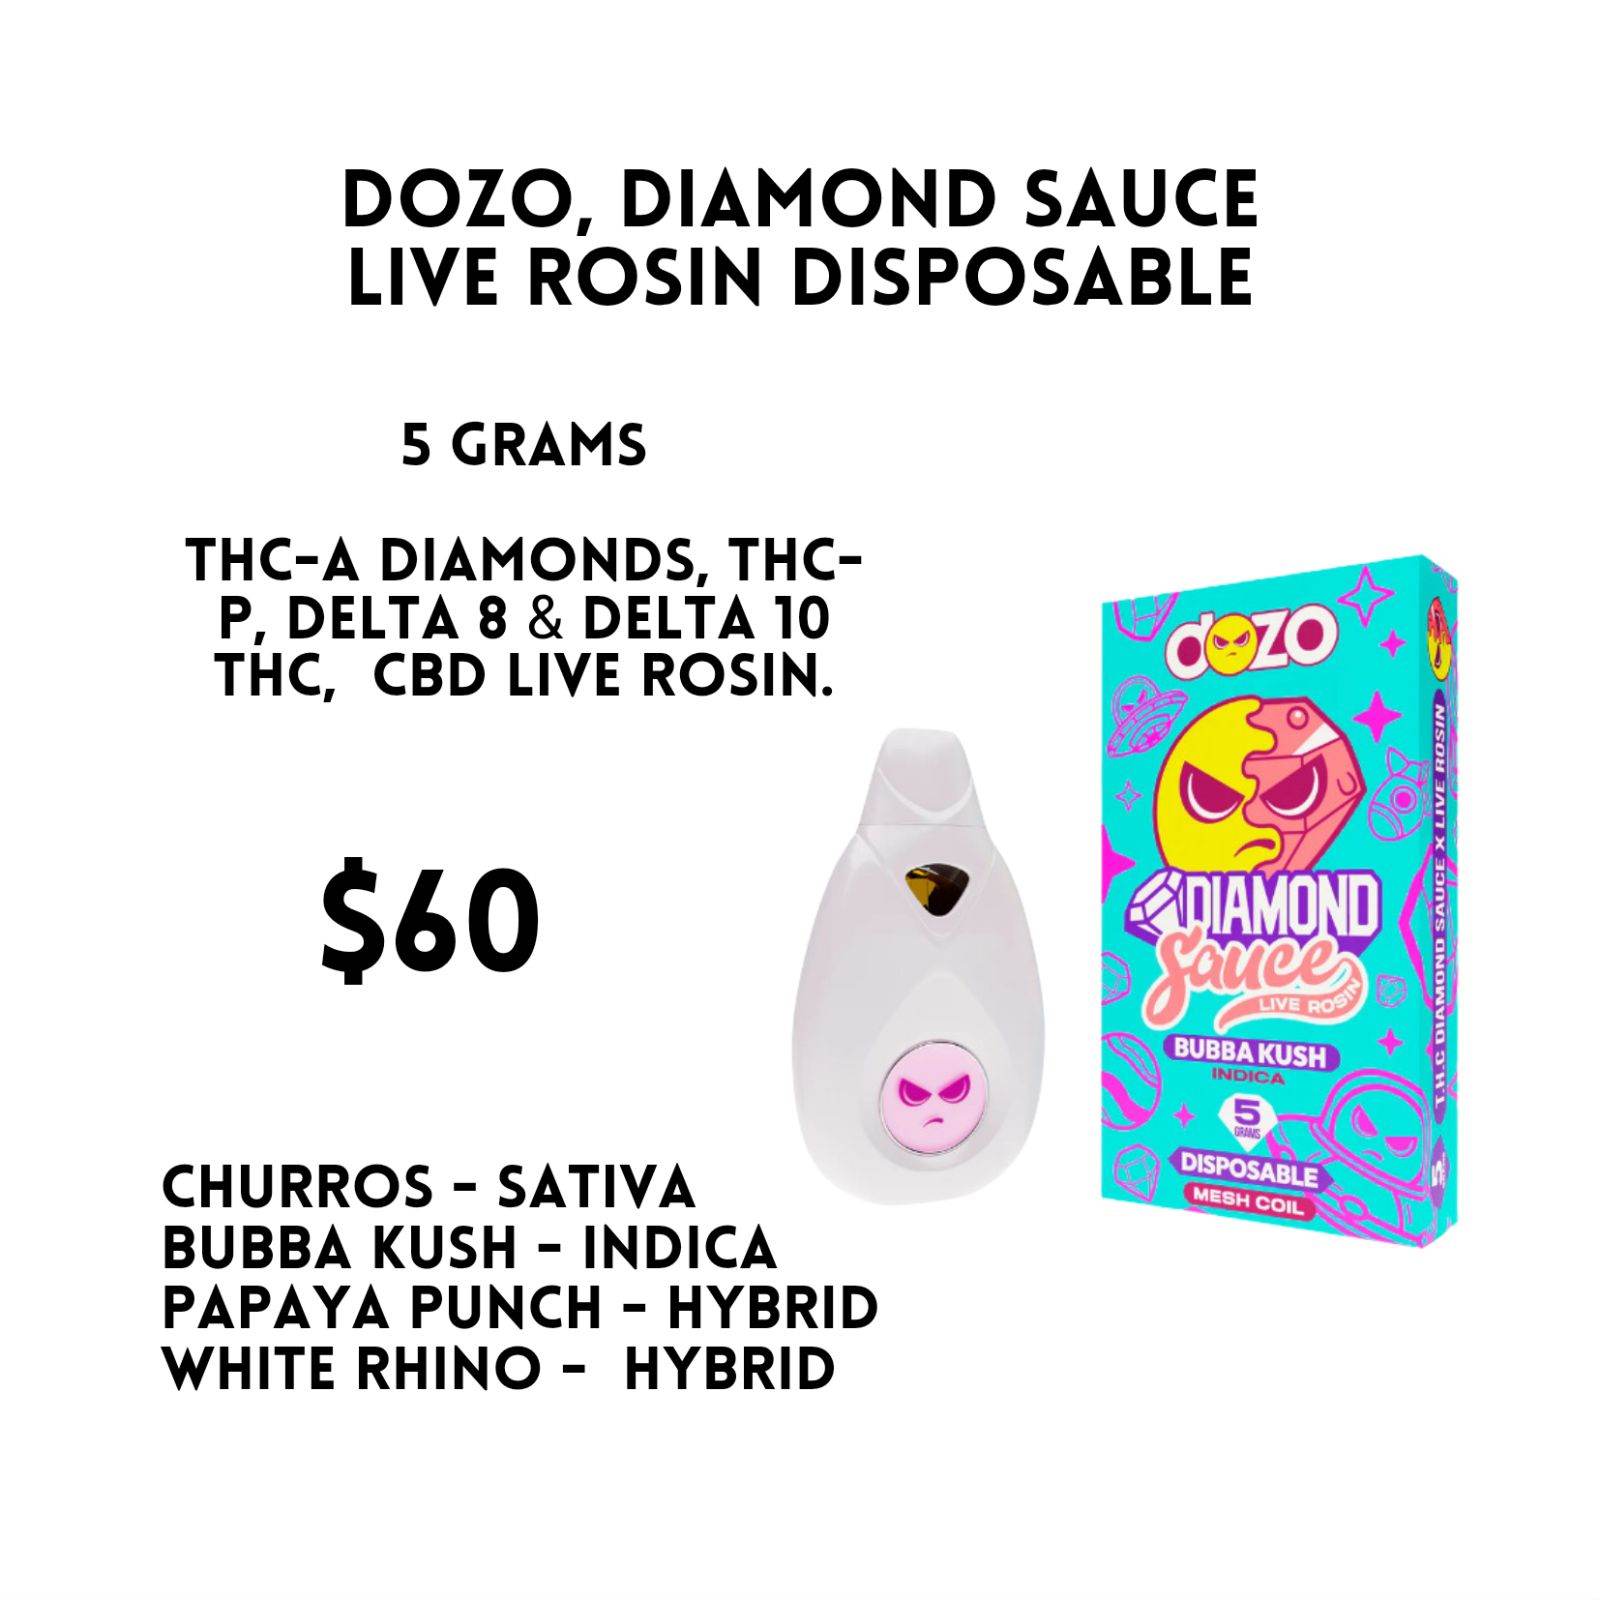 DOZO, DIAMOND SAUCE
LIVE ROSIN DISPOSABLE
5 GRAMS
THC-A DIAMONDS, THC-
P, DELTA 8 & DELTA 10
THC, CBD LIVE ROSIN.
$60
CHURROS - SATIVA
BUBBA KUSH - INDICA
PAPAYA PUNCH - HYBRID
WHITE RHINO - HYBRID
dozo
DIAMOND
Sauce
LIVE ROSIN
BUBBA KUSH
INDICA
5
GRAMS
DISPOSABLE
MESH COIL
T.H.C DIAMOND SAUCE X LIVE ROSIN
5